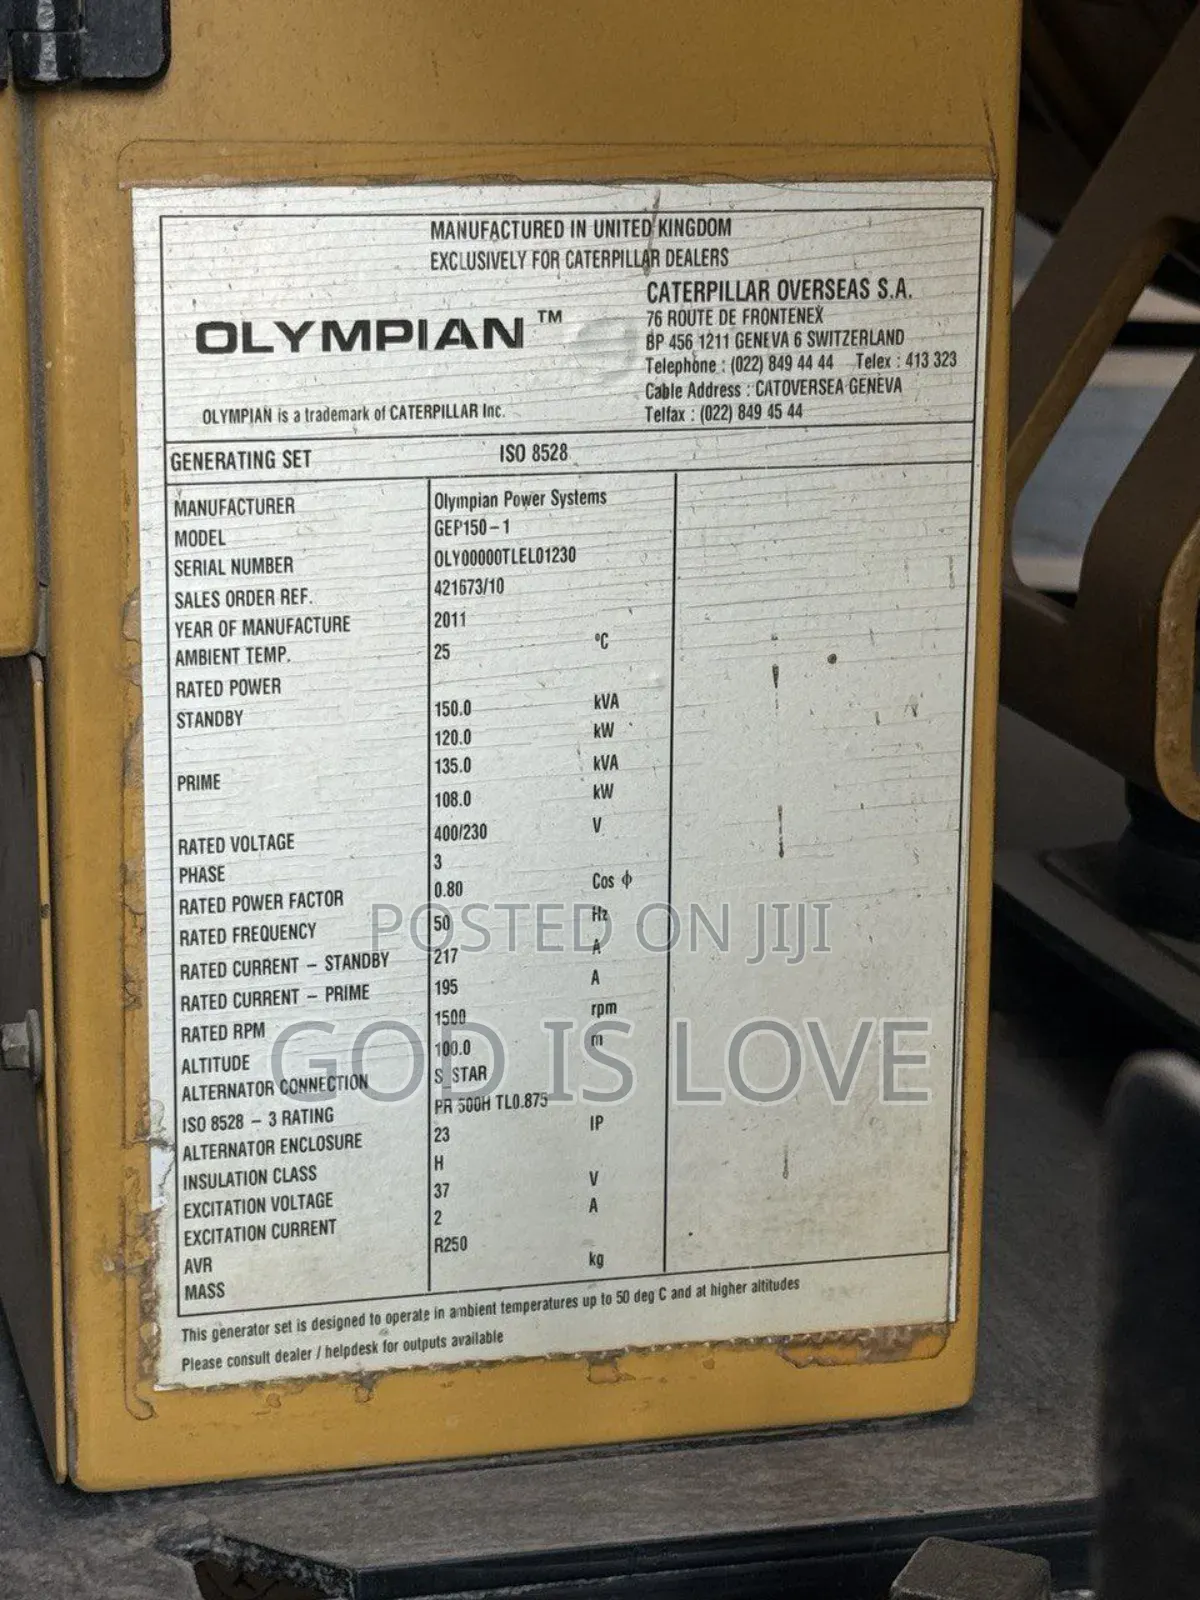 MANUFACTURED IN UNITED KINGDOM
EXCLUSIVELY FOR CATERPILLAR DEALERS
OLYMPIAN ™
OLYMPIAN is a trademark of CATERPILLAR Inc.
CATERPILLAR OVERSEAS S.A.
76 ROUTE DE FRONTENEX
BP 456 1211 GENEVA 6 SWITZERLAND
Telephone : (022) 849 44 44 Telex : 413 323
Cable Address : CATOVERSEA GENEVA
Telfax : (022) 849 45 44
GENERATING SET ISO 8528
MANUFACTURER Olympian Power Systems
MODEL GEP150-1
SERIAL NUMBER OLY00000TLEL01230
SALES ORDER REF. 421673/10
YEAR OF MANUFACTURE 2011
AMBIENT TEMP. 25 °C
RATED POWER
STANDBY 150.0 kVA
120.0 kW
PRIME 135.0 kVA
108.0 kW
RATED VOLTAGE 400/230 V
PHASE 3
RATED POWER FACTOR 0.80 Cos ϕ
RATED FREQUENCY 50 Hz
RATED CURRENT – STANDBY 217 A
RATED CURRENT – PRIME 195 A
RATED RPM 1500 rpm
ALTITUDE 100.0 m
ALTERNATOR CONNECTION S STAR
ISO 8528 – 3 RATING PR 500H TL0.875
ALTERNATOR ENCLOSURE 23 IP
INSULATION CLASS H
EXCITATION VOLTAGE 37 V
EXCITATION CURRENT 2 A
AVR R250
MASS kg
This generator set is designed to operate in ambient temperatures up to 50 deg C and at higher altitudes
Please consult dealer / helpdesk for outputs available
POSTED ON JIJI
GOD IS LOVE